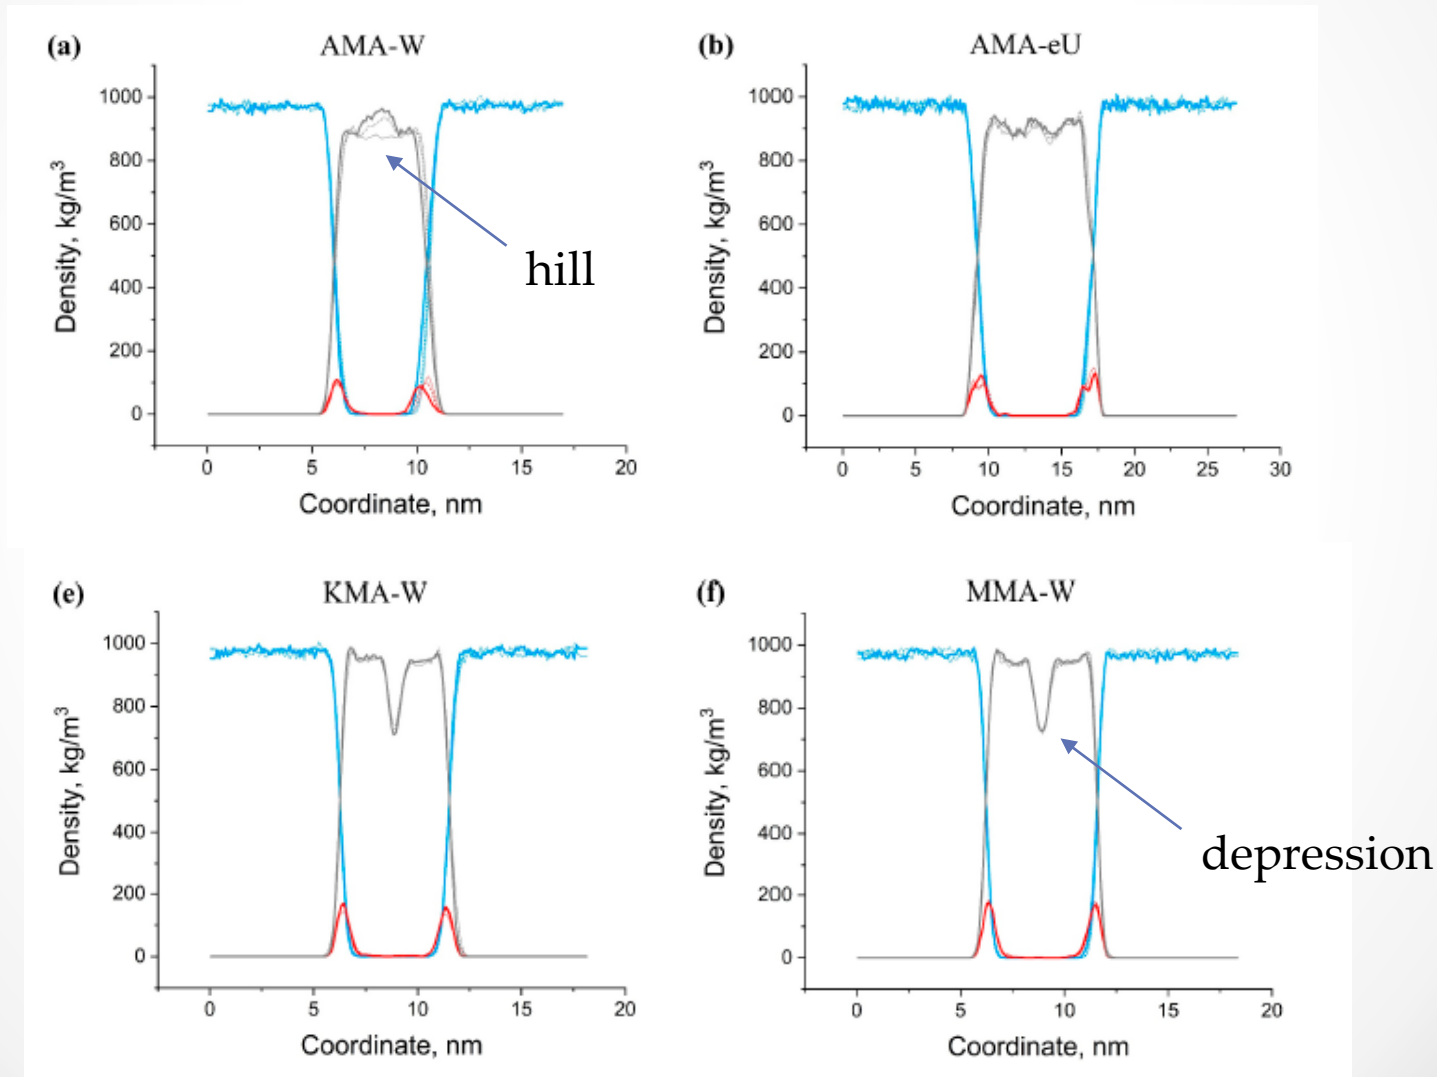 (a) AMA-W
1000
800
600
400
200
0
Density, kg/m³
0 5 10 15 20
Coordinate, nm
hill
(b) AMA-eU
1000
800
600
400
200
0
Density, kg/m³
0 5 10 15 20 25 30
Coordinate, nm
(e) KMA-W
1000
800
600
400
200
0
Density, kg/m³
0 5 10 15 20
Coordinate, nm
(f) MMA-W
1000
800
600
400
200
0
Density, kg/m³
0 5 10 15 20
Coordinate, nm
depression